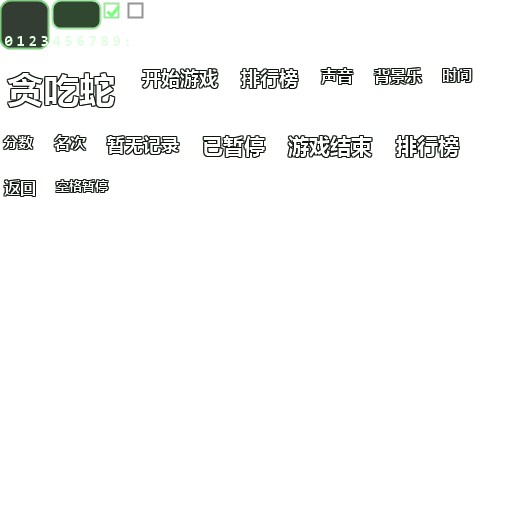 0123456789:
贪吃蛇 开始游戏 排行榜 声音 背景乐 时间
分数 名次 暂无记录 已暂停 游戏结束 排行榜
返回 空格暂停